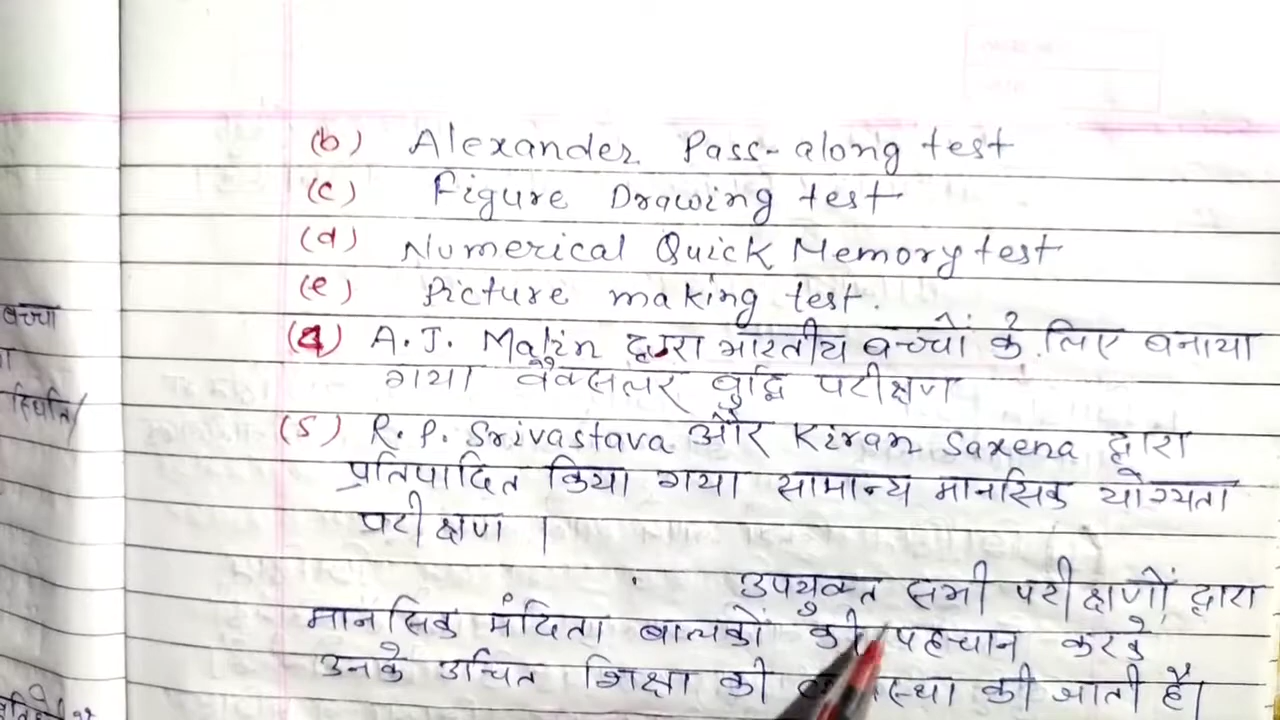 (b) Alexander Pass-along test
(c) Figure Drawing test
(d) Numerical Quick Memory test
(e) Picture making test.
(4) A. J. Malin द्वारा भारतीय बच्चों के लिए बनाया
गया वैक्सलर बुद्धि परीक्षण
(5) R. P. Srivastava और Kiran Saxena द्वारा
प्रतिपादित किया गया सामान्य मानसिक योग्यता
परीक्षण ।
उपयुक्त सभी परीक्षणों द्वारा
मानसिक मंदिता बालकों की पहचान करके
उनके उचित शिक्षा की की जाती है।
बच्चा
स्थिति